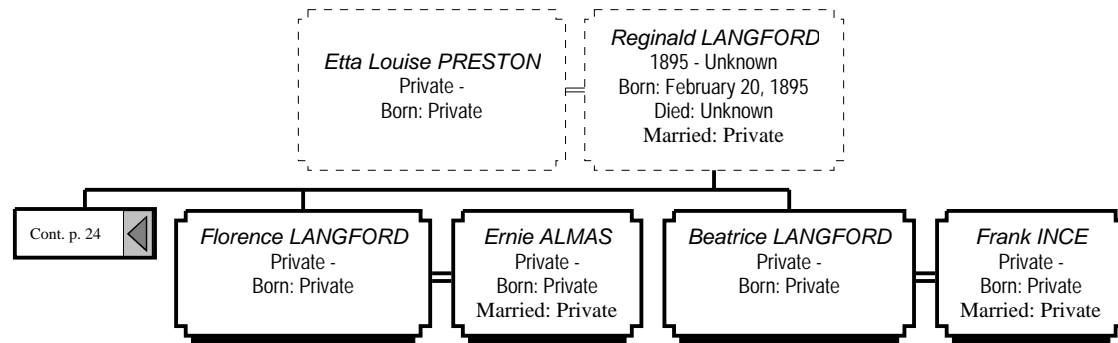 Etta Louise PRESTON
Private -
Born: Private
Reginald LANGFORD
1895 - Unknown
Born: February 20, 1895
Died: Unknown
Married: Private
Cont. p. 24
Florence LANGFORD
Private -
Born: Private
Ernie ALMAS
Private -
Born: Private
Married: Private
Beatrice LANGFORD
Private -
Born: Private
Frank INCE
Private -
Born: Private
Married: Private